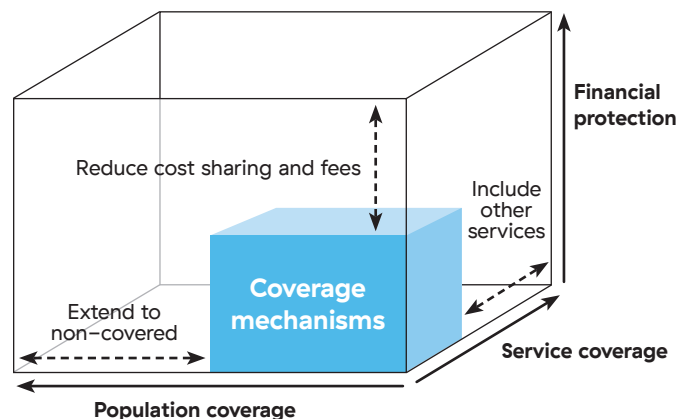 Financial
protection
Reduce cost sharing and fees
Include
other
services
Coverage
mechanisms
Extend to
non–covered
Service coverage
Population coverage